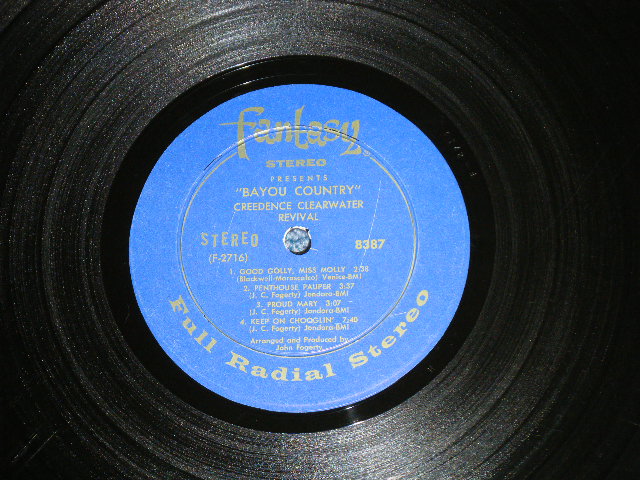 Fantasy
STEREO
PRESENTS
"BAYOU COUNTRY"
CREEDENCE CLEARWATER
REVIVAL
STEREO
8387
(F-2716)
1. GOOD GOLLY, MISS MOLLY 2:38
(Blackwell-Marascalco) Venice-BMI
2. PENTHOUSE PAUPER 3:37
(J. C. Fogerty) Jondora-BMI
3. PROUD MARY 3:07
(J. C. Fogerty) Jondora-BMI
4. KEEP ON CHOOGLIN' 7:40
(J. C. Fogerty) Jondora-BMI
Arranged and Produced by
John Fogerty
Full Radial Stereo